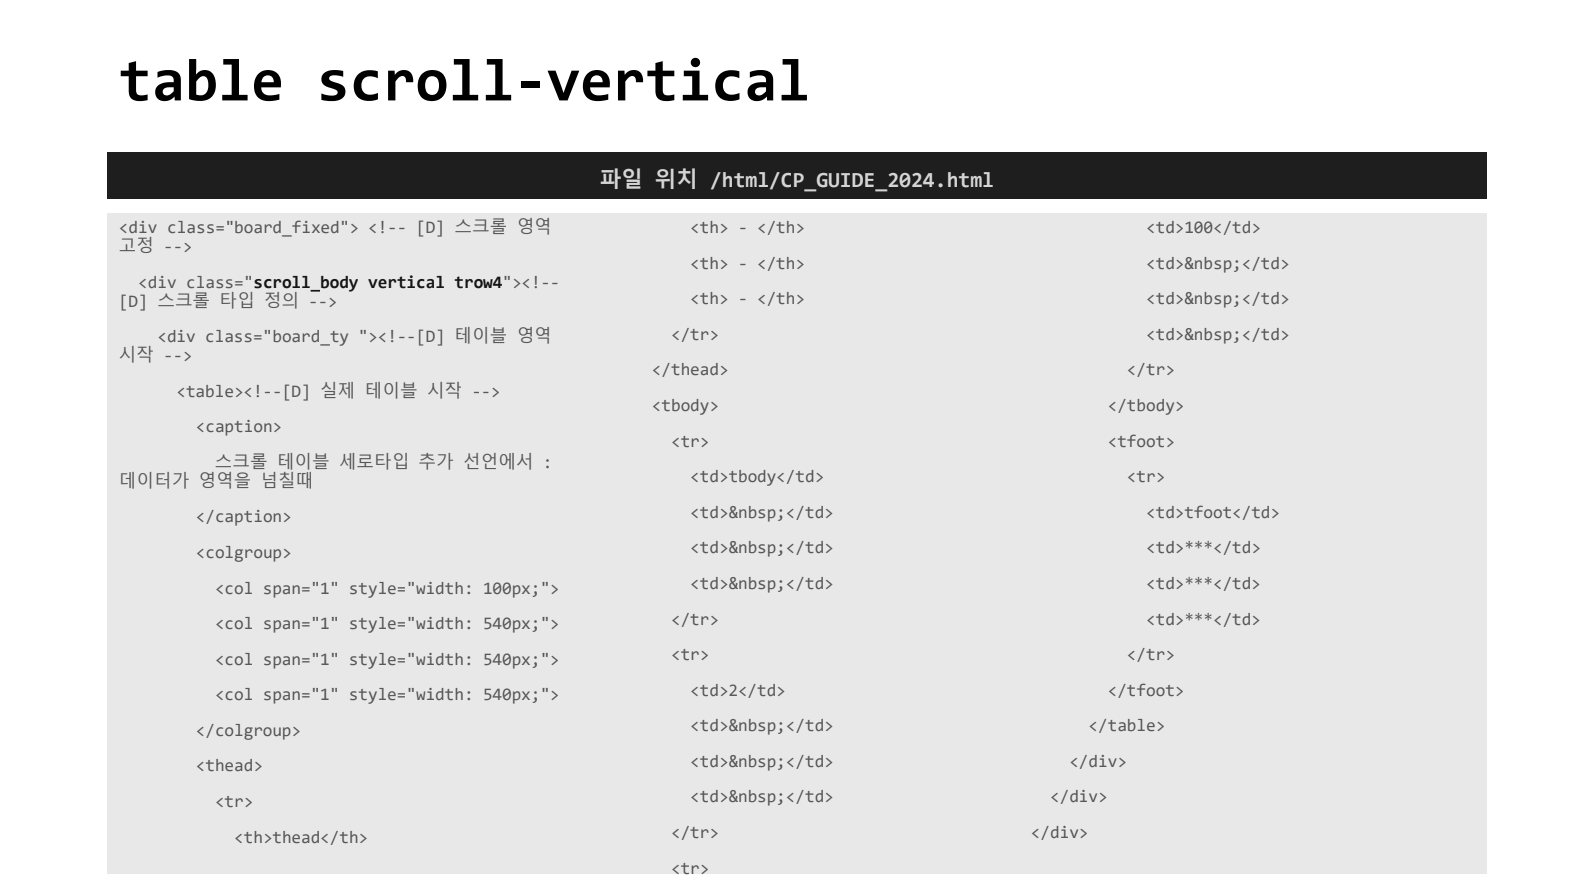 table scroll-vertical
파일 위치 /html/CP_GUIDE_2024.html
<div class="board_fixed"> <!-- [D] 스크롤 영역
고정 -->
<div class="scroll_body vertical trow4"><!--
[D] 스크롤 타입 정의 -->
<div class="board_ty "><!--[D] 테이블 영역
시작 -->
<table><!--[D] 실제 테이블 시작 -->
<caption>
스크롤 테이블 세로타입 추가 선언에서 :
데이터가 영역을 넘칠때
</caption>
<colgroup>
<col span="1" style="width: 100px;">
<col span="1" style="width: 540px;">
<col span="1" style="width: 540px;">
<col span="1" style="width: 540px;">
</colgroup>
<thead>
<tr>
<th>thead</th>
<th> - </th>
<th> - </th>
<th> - </th>
</tr>
</thead>
<tbody>
<tr>
<td>tbody</td>
<td>&nbsp;</td>
<td>&nbsp;</td>
<td>&nbsp;</td>
</tr>
<tr>
<td>2</td>
<td>&nbsp;</td>
<td>&nbsp;</td>
<td>&nbsp;</td>
</tr>
<tr>
<td>100</td>
<td>&nbsp;</td>
<td>&nbsp;</td>
<td>&nbsp;</td>
</tr>
</tbody>
<tfoot>
<tr>
<td>tfoot</td>
<td>***</td>
<td>***</td>
<td>***</td>
</tr>
</tfoot>
</table>
</div>
</div>
</div>